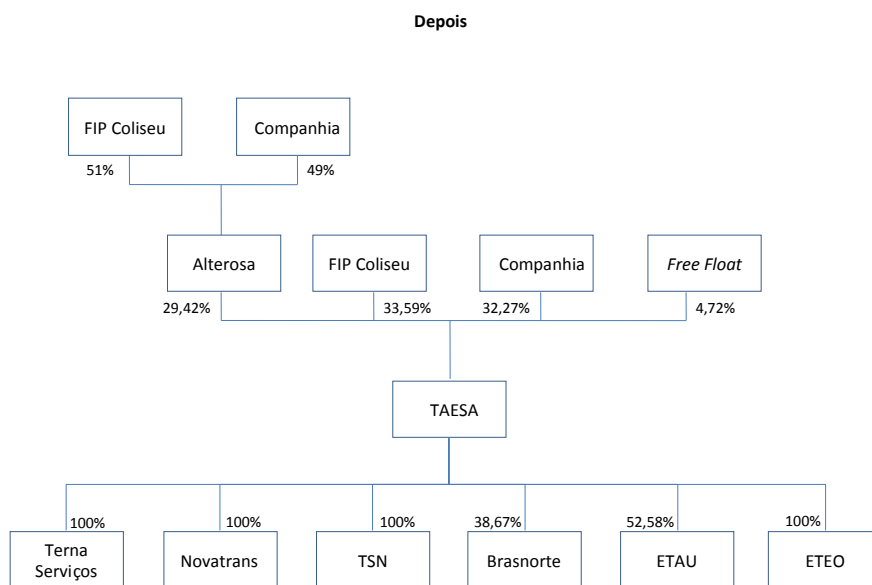 Depois
FIP Coliseu
Companhia
51%
49%
Alterosa
FIP Coliseu
Companhia
Free Float
29,42%
33,59%
32,27%
4,72%
TAESA
100%
100%
100%
38,67%
52,58%
100%
Terna
Serviços
Novatrans
TSN
Brasnorte
ETAU
ETEO